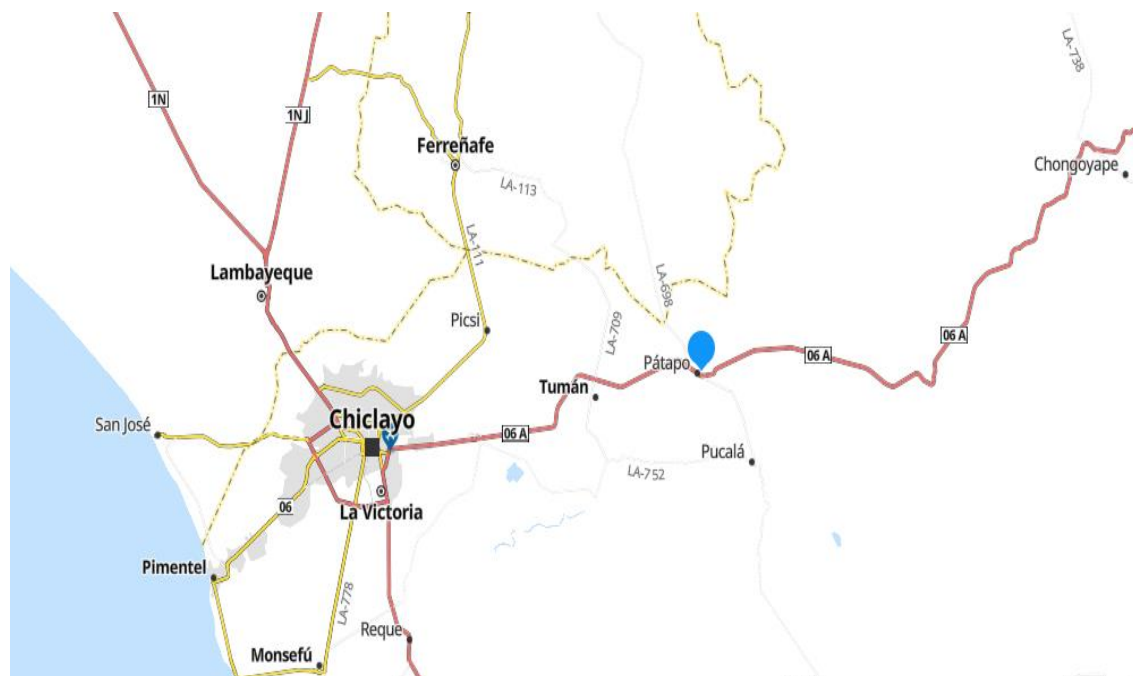 1N
1N J
LA-738
Ferreñafe
Chongoyape
LA-113
LA-111
Lambayeque
LA-698
Picsi
LA-709
06 A
06 A
Pátapo
Tumán
San José
Chiclayo
06 A
Pucalá
LA-752
06
La Victoria
Pimentel
LA-778
Reque
Monsefú